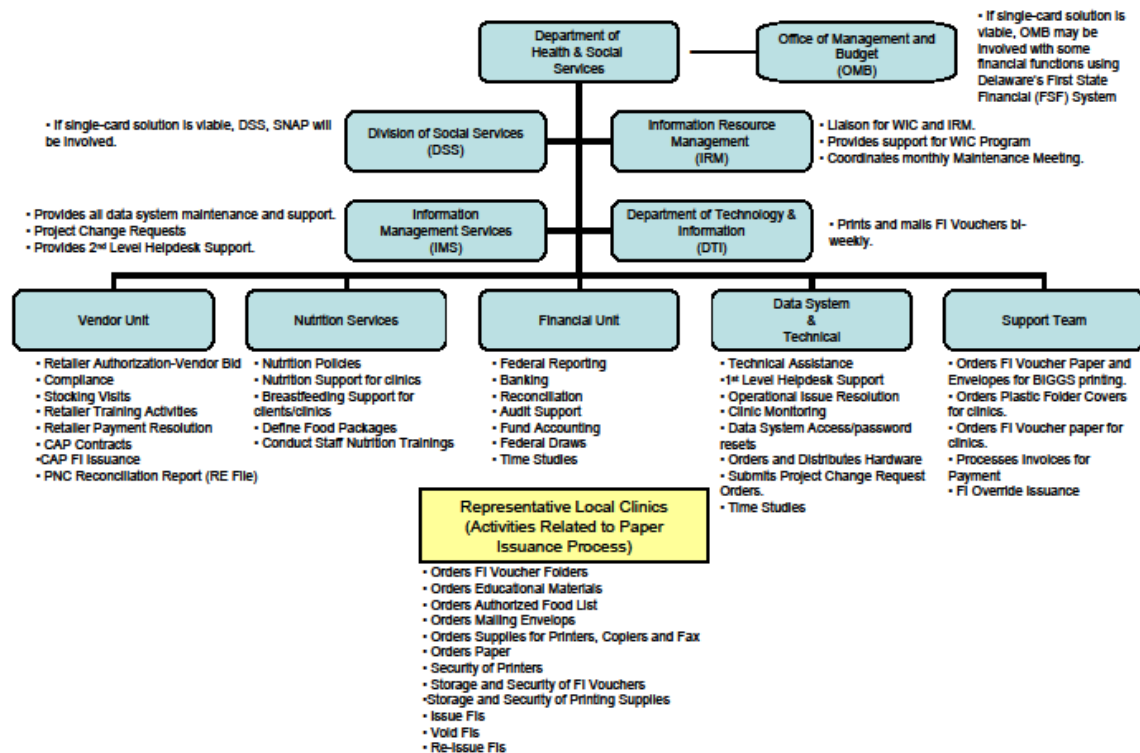 Department of
Health & Social
Services
Office of Management and
Budget
(OMB)
• If single-card solution is
viable, OMB may be
involved with some
financial functions using
Delaware's First State
Financial (FSF) System
• If single-card solution is viable, DSS, SNAP will
be involved.
Division of Social Services
(DSS)
Information Resource
Management
(IRM)
• Liaison for WIC and IRM.
• Provides support for WIC Program
• Coordinates monthly Maintenance Meeting.
• Provides all data system maintenance and support.
• Project Change Requests
• Provides 2nd Level Helpdesk Support.
Information
Management Services
(IMS)
Department of Technology &
Information
(DTI)
• Prints and mails FI Vouchers bi-
weekly.
Vendor Unit
• Retailer Authorization-Vendor Bid
• Compliance
• Stocking Visits
• Retailer Training Activities
• Retailer Payment Resolution
• CAP Contracts
•CAP FI Issuance
• PNC Reconciliation Report (RE File)
Nutrition Services
• Nutrition Policies
• Nutrition Support for clinics
• Breastfeeding Support for
clients/clinics
• Define Food Packages
• Conduct Staff Nutrition Trainings
Financial Unit
• Federal Reporting
• Banking
• Reconciliation
• Audit Support
• Fund Accounting
• Federal Draws
• Time Studies
Data System
&
Technical
• Technical Assistance
•1st Level Helpdesk Support
• Operational Issue Resolution
• Clinic Monitoring
• Data System Access/password
resets
• Orders and Distributes Hardware
• Submits Project Change Request
Orders.
• Time Studies
Support Team
• Orders FI Voucher Paper and
Envelopes for BIGGS printing.
• Orders Plastic Folder Covers
for clinics.
• Orders FI Voucher paper for
clinics.
• Processes Invoices for
Payment
• FI Override Issuance
Representative Local Clinics
(Activities Related to Paper
Issuance Process)
• Orders FI Voucher Folders
• Orders Educational Materials
• Orders Authorized Food List
• Orders Mailing Envelops
• Orders Supplies for Printers, Copiers and Fax
• Orders Paper
• Security of Printers
• Storage and Security of FI Vouchers
•Storage and Security of Printing Supplies
• Issue FIs
• Void FIs
• Re-Issue FIs